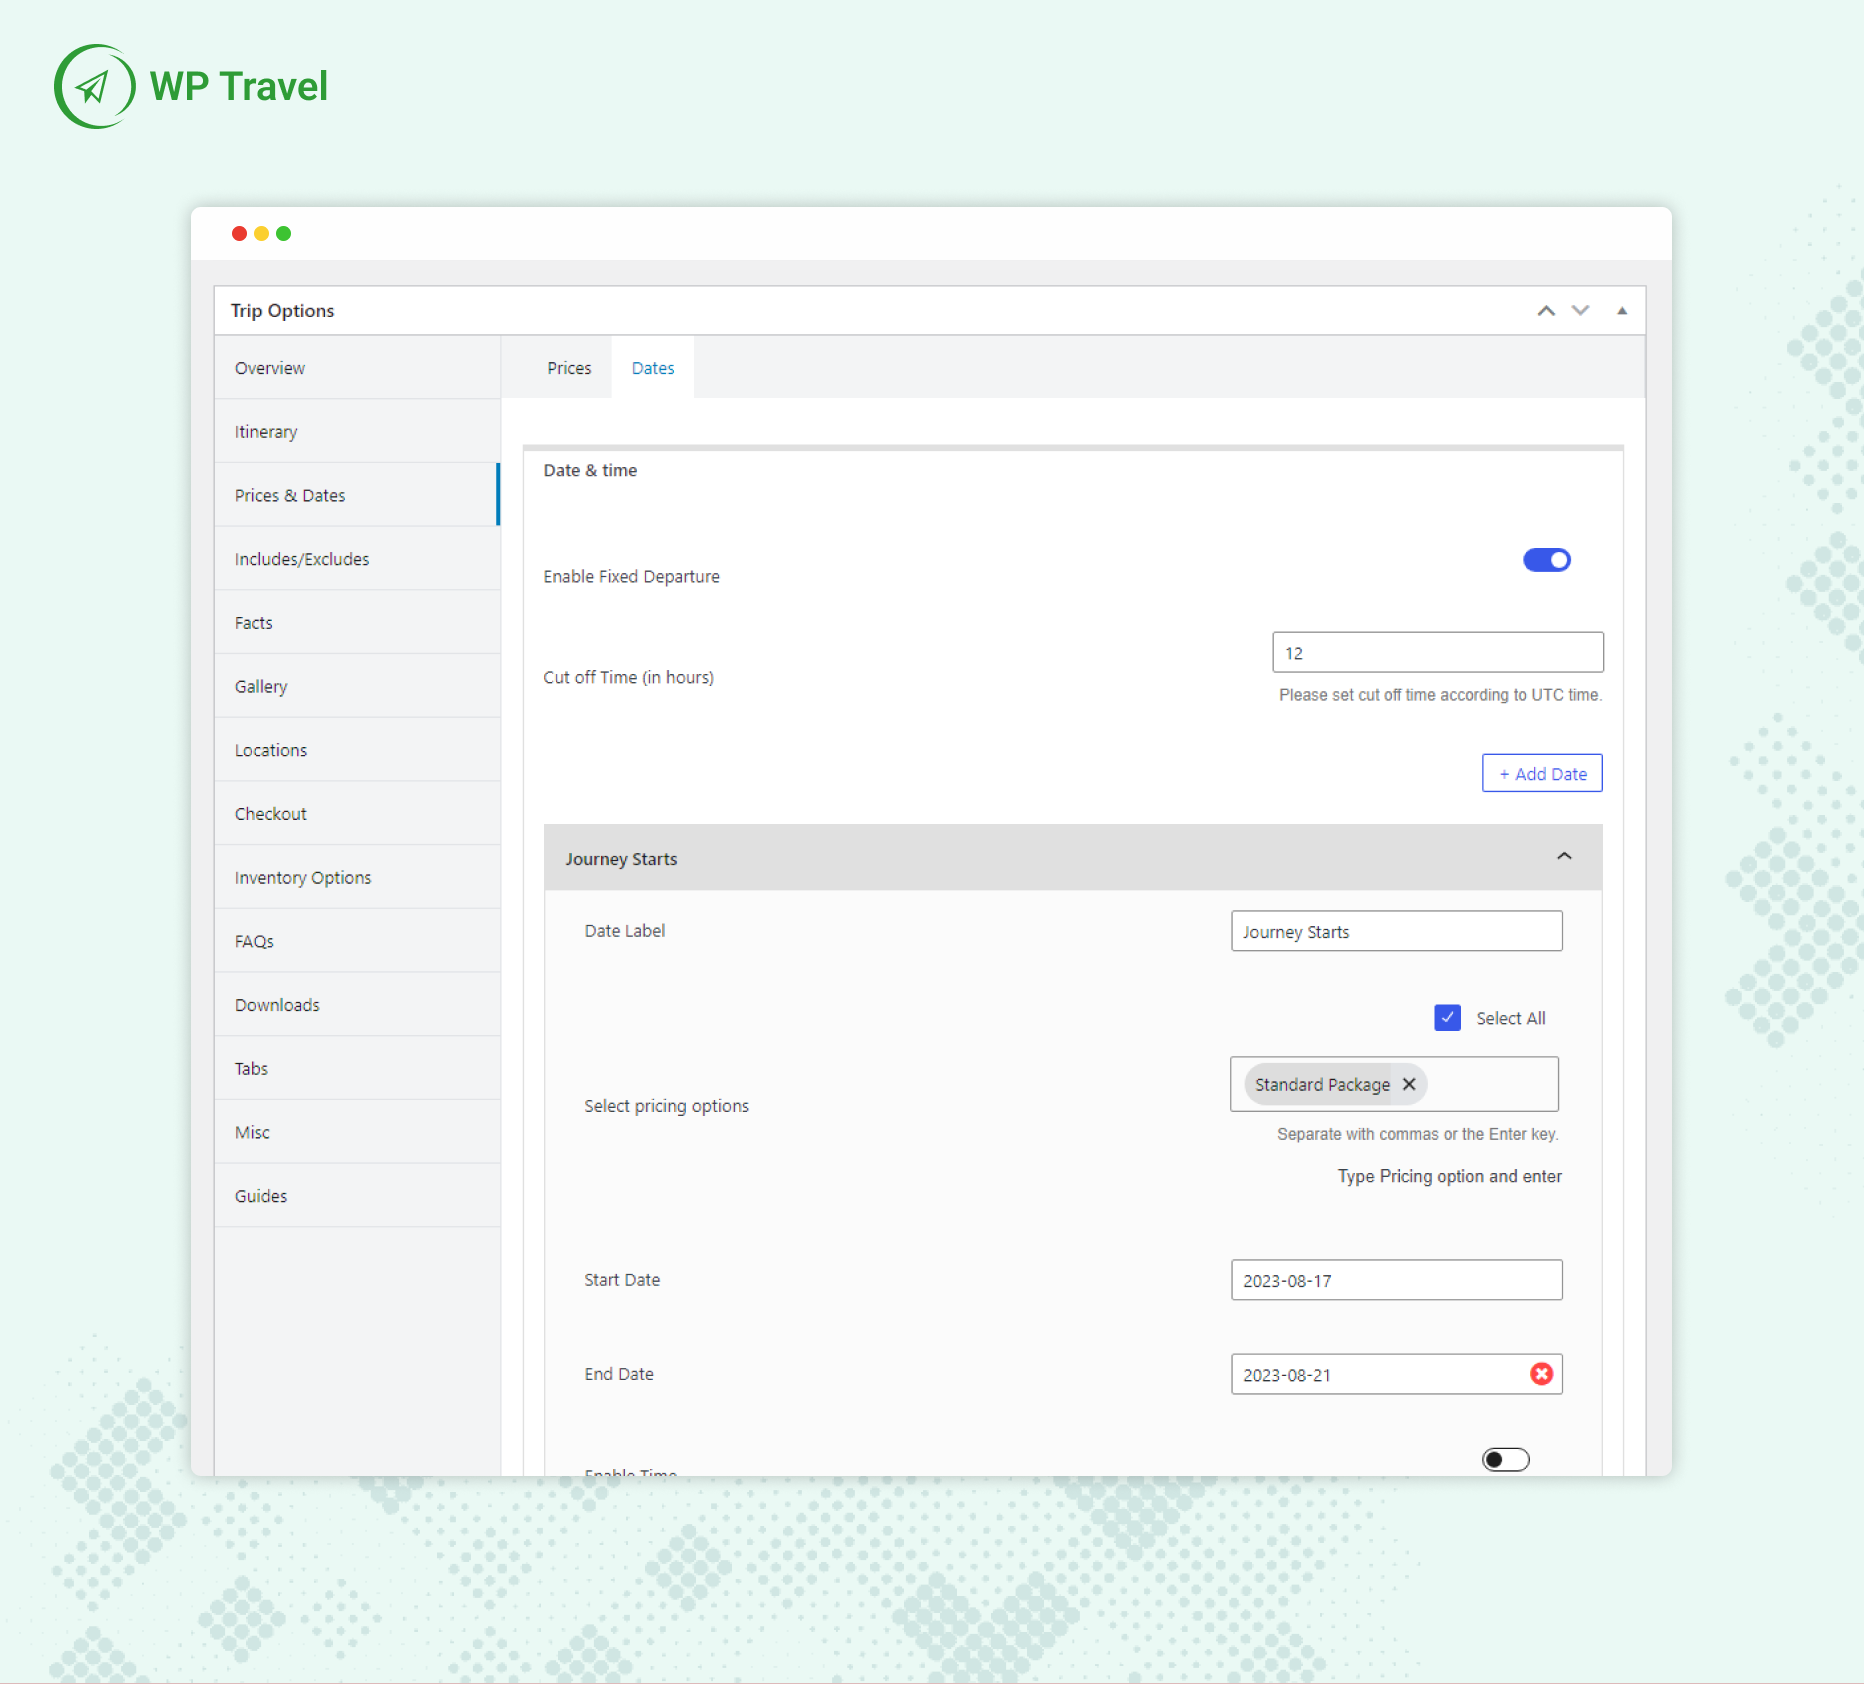 WP Travel
Trip Options
Overview
Itinerary
Prices & Dates
Includes/Excludes
Facts
Gallery
Locations
Checkout
Inventory Options
FAQs
Downloads
Tabs
Misc
Guides
Prices Dates
Date & time
Enable Fixed Departure
Cut off Time (in hours)
12
Please set cut off time according to UTC time.
+ Add Date
Journey Starts
Date Label
Journey Starts
Select All
Select pricing options
Standard Package
Separate with commas or the Enter key.
Type Pricing option and enter
Start Date
2023-08-17
End Date
2023-08-21
Enable Time